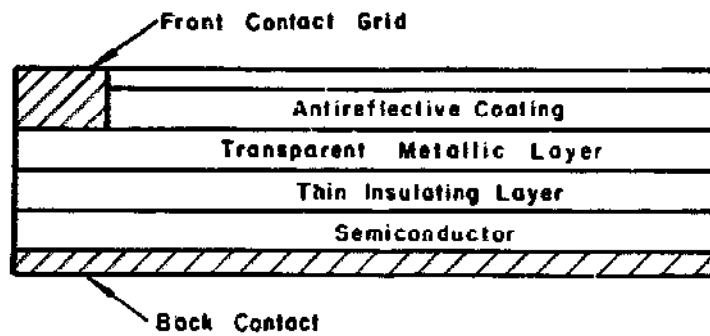 Front Contact Grid
Antireflective Coating
Transparent Metallic Layer
Thin Insulating Layer
Semiconductor
Back Contact